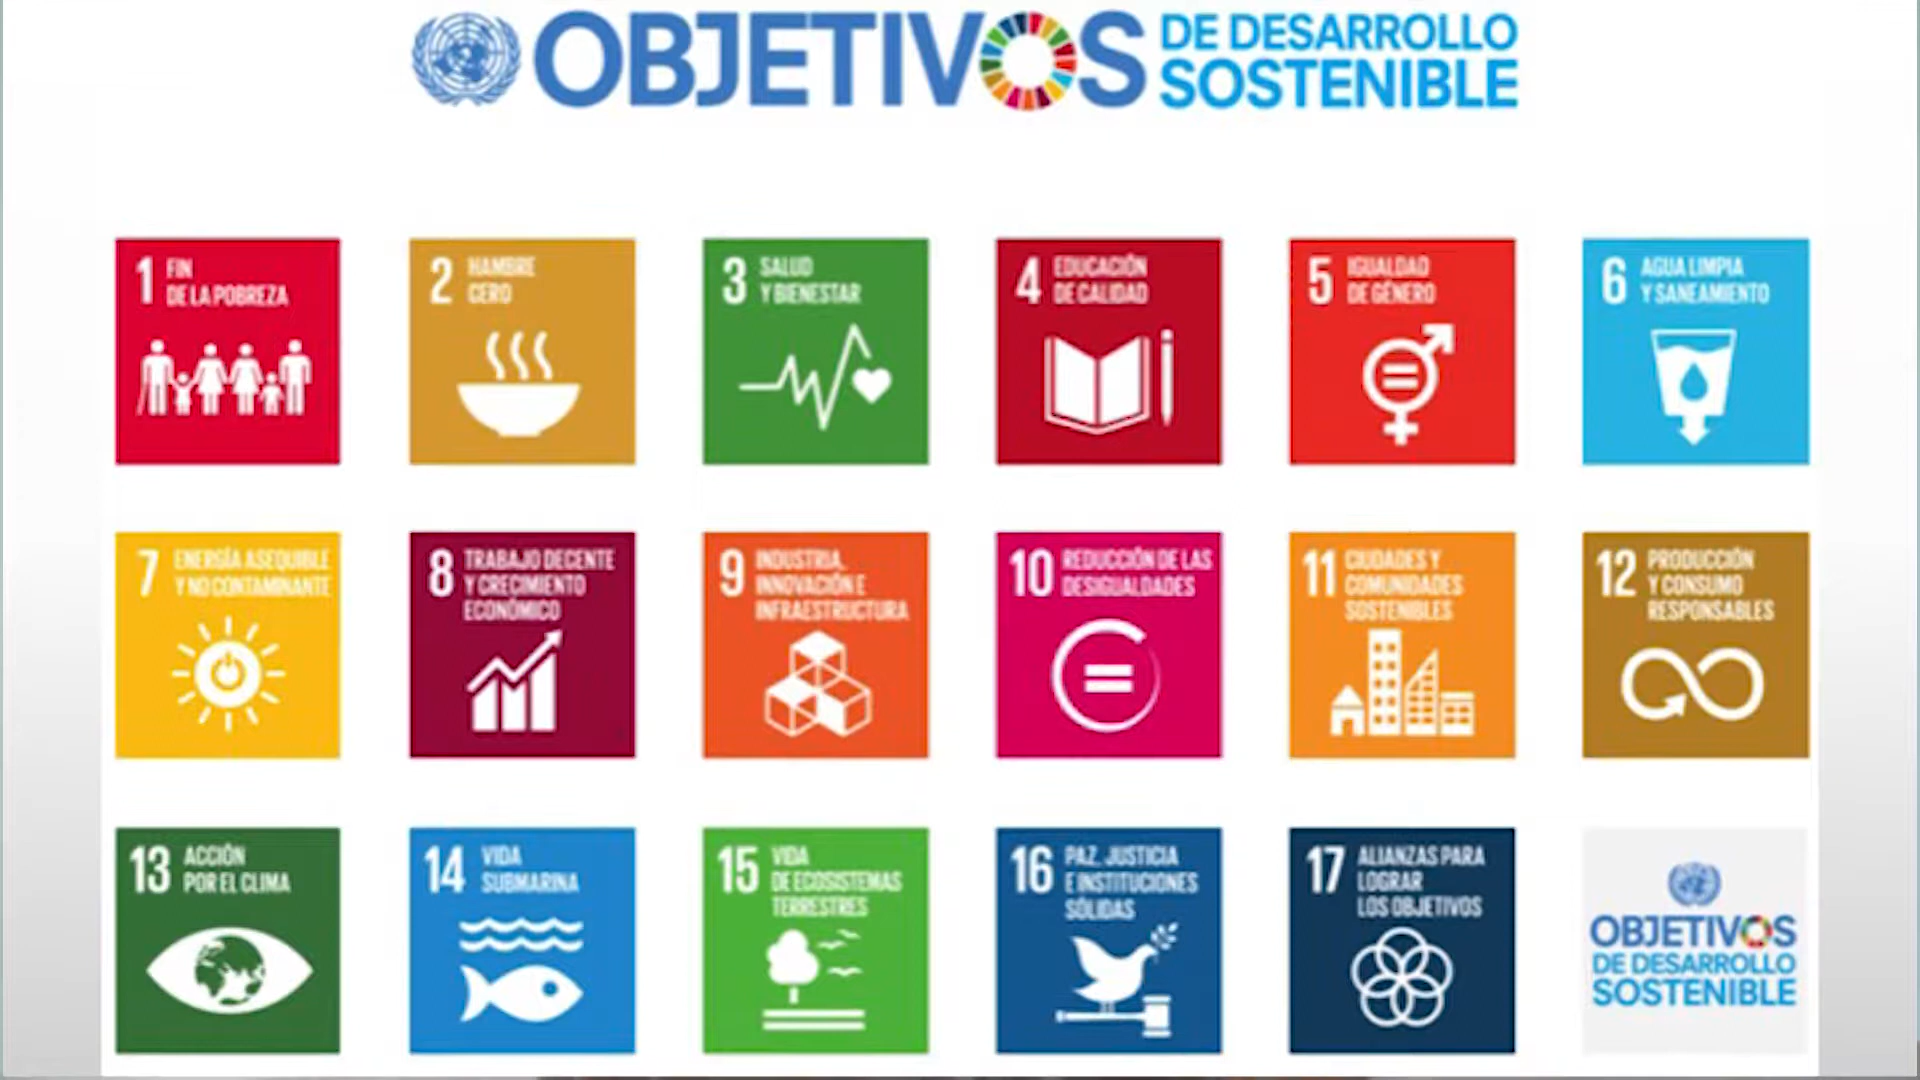 OBJETIVOS
DE DESARROLLO
SOSTENIBLE
1 FIN
DE LA POBREZA
2 HAMBRE
CERO
3 SALUD
Y BIENESTAR
4 EDUCACIÓN
DE CALIDAD
5 IGUALDAD
DE GÉNERO
6 AGUA LIMPIA
Y SANEAMIENTO
7 ENERGÍA ASEQUIBLE
Y NO CONTAMINANTE
8 TRABAJO DECENTE
Y CRECIMIENTO
ECONÓMICO
9 INDUSTRIA,
INNOVACIÓN E
INFRAESTRUCTURA
10 REDUCCIÓN DE LAS
DESIGUALDADES
11 CIUDADES Y
COMUNIDADES
SOSTENIBLES
12 PRODUCCIÓN
Y CONSUMO
RESPONSABLES
13 ACCIÓN
POR EL CLIMA
14 VIDA
SUBMARINA
15 VIDA
DE ECOSISTEMAS
TERRESTRES
16 PAZ, JUSTICIA
E INSTITUCIONES
SÓLIDAS
17 ALIANZAS PARA
LOGRAR
LOS OBJETIVOS
OBJETIVOS
DE DESARROLLO
SOSTENIBLE